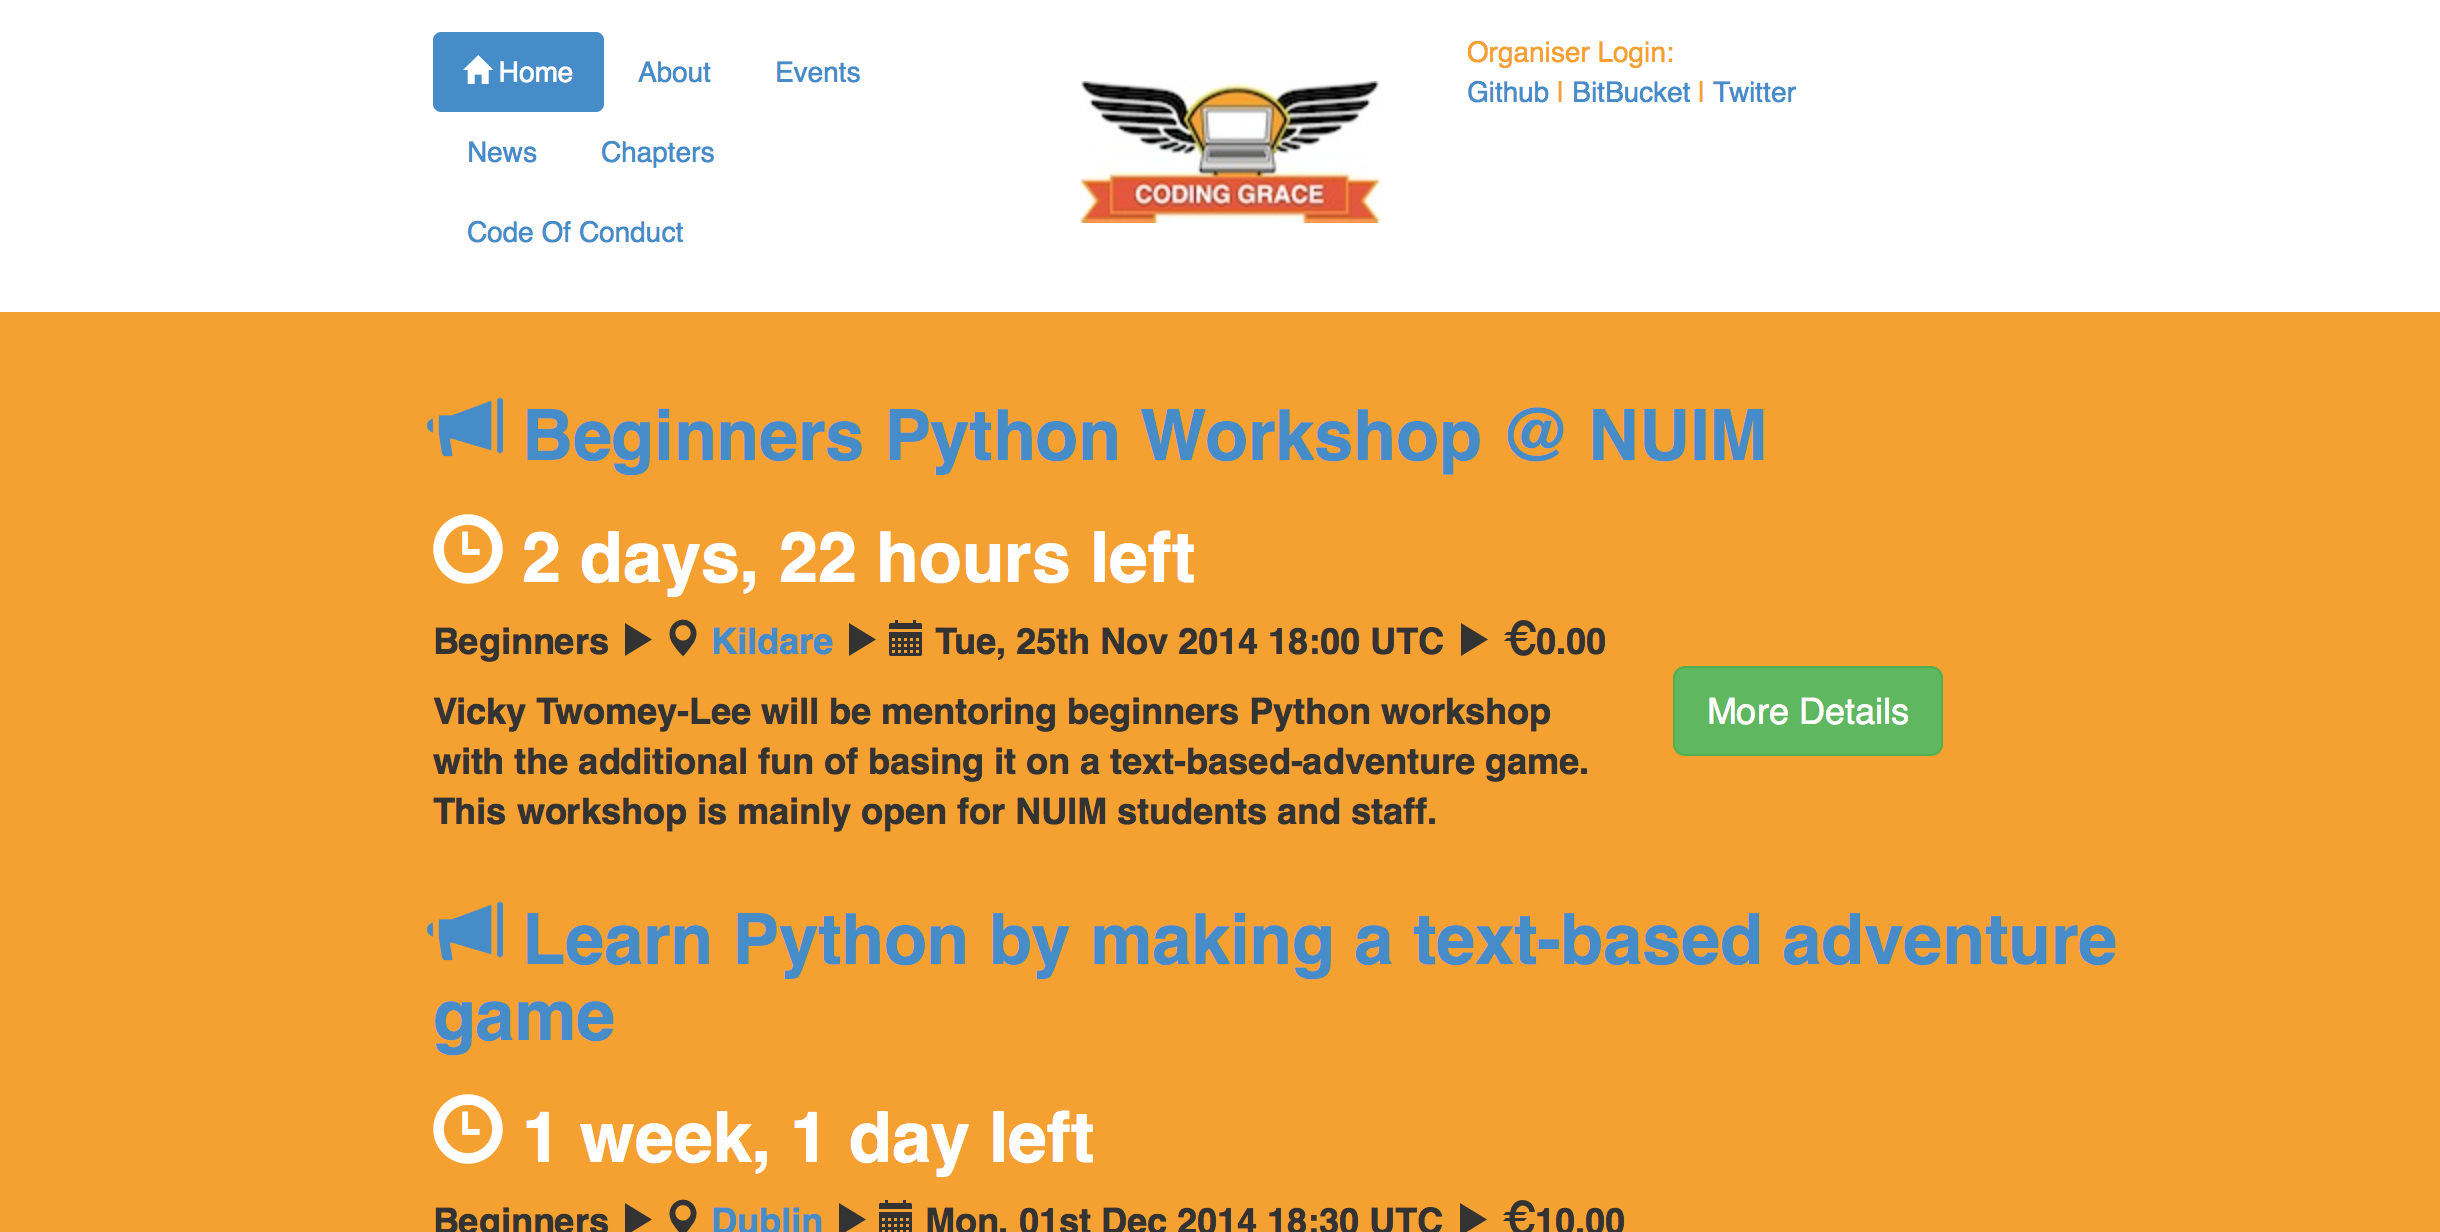 Home About Events
News Chapters
Code Of Conduct
CODING GRACE
Organiser Login:
Github | BitBucket | Twitter
Beginners Python Workshop @ NUIM
2 days, 22 hours left
Beginners Kildare Tue, 25th Nov 2014 18:00 UTC €0.00
Vicky Twomey-Lee will be mentoring beginners Python workshop
with the additional fun of basing it on a text-based-adventure game.
This workshop is mainly open for NUIM students and staff.
More Details
Learn Python by making a text-based adventure
game
1 week, 1 day left
Beginners Dublin Mon, 01st Dec 2014 18:30 UTC €10.00